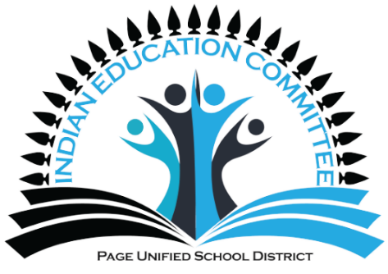 INDIAN EDUCATION COMMITTEE
PAGE UNIFIED SCHOOL DISTRICT